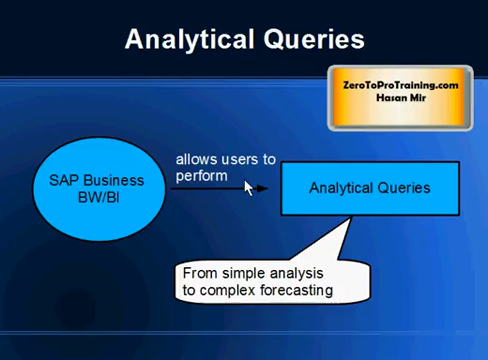 Analytical Queries
ZeroToProTraining.com
Hasan Mir
SAP Business
BW/BI
allows users to
perform
Analytical Queries
From simple analysis
to complex forecasting